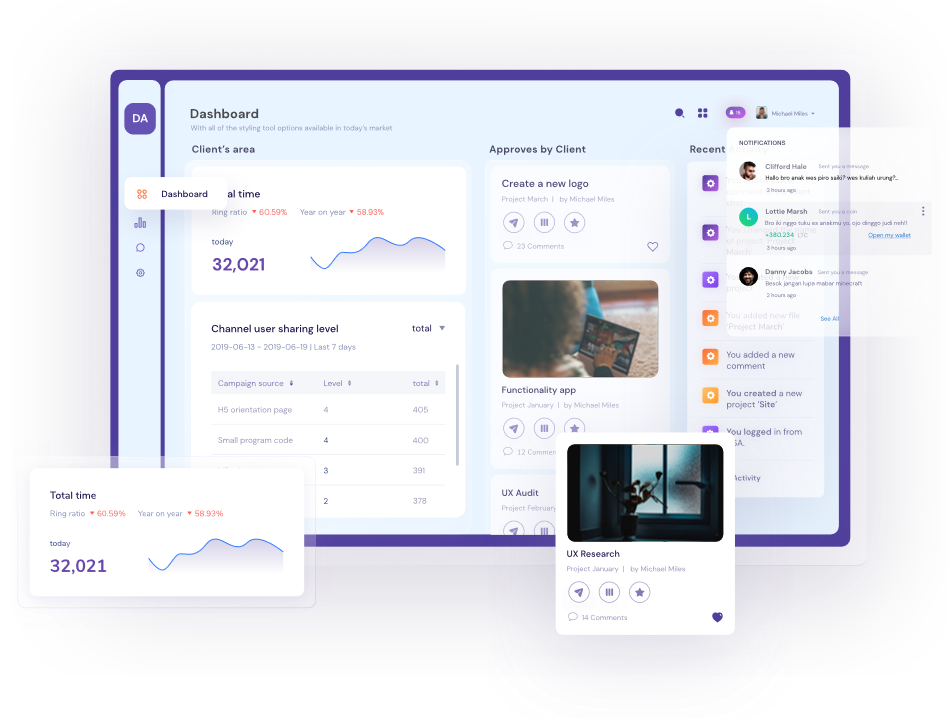 DA
Dashboard
With all of the styling tool options available in today's market
15
Michael Miles
Dashboard
Client's area
al time
Ring ratio 60.59% Year on year 58.93%
today
32,021
Channel user sharing level
total
2019-06-13 - 2019-06-19 | Last 7 days
Campaign source Level total
H5 orientation page 4 405
Small program code 4 400
3 391
2 378
Total time
Ring ratio 60.59% Year on year 58.93%
today
32,021
Approves by Client
Create a new logo
Project March | by Michael Miles
23 Comments
Functionality app
Project January | by Michael Miles
12 Commen
UX Audit
Project February
UX Research
Project January | by Michael Miles
14 Comments
Recent
NOTIFICATIONS
Clifford Hale Sent you a message
Hallo bro anak wes piro saiki? wes kuliah urung?..
2 hours ago
L
Lottie Marsh Sent you a coin
Bro iki nggyo tuku as anakmu yo, ojo dinggo judi neh!!
+380.234 LTC
Open my wallet
3 hours ago
Danny Jacobs Sent you a message
Besok jangan lupa mabar minecraft
2 hours ago
See All
You added new file
'Project March'
You added a new
comment
You created a new
project 'Site'
You logged in from
SA.
Activity